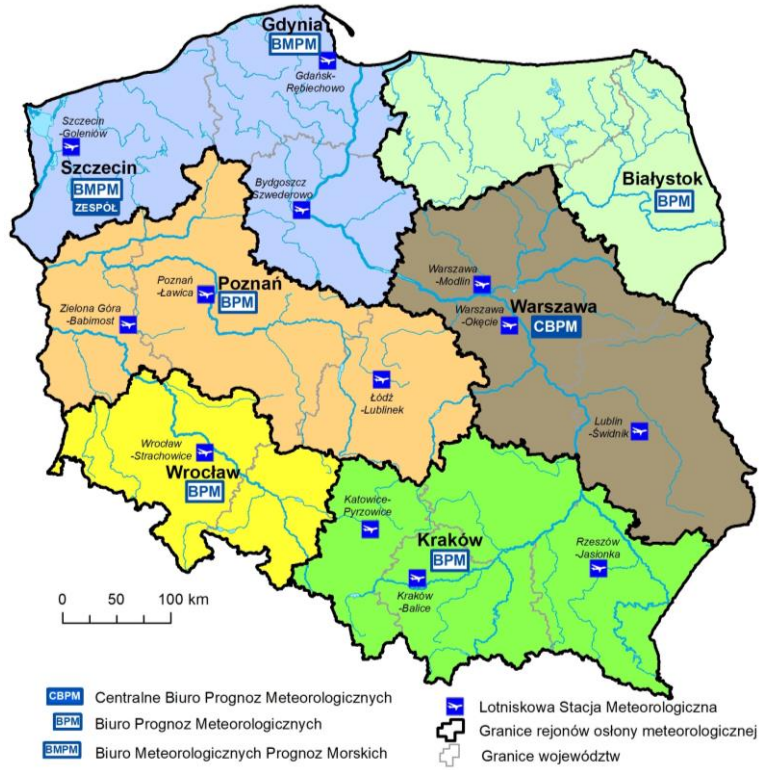 Gdynia
BMPM
Gdańsk-
Rębiechowo
Szczecin
-Goleniów
Szczecin
BMPM
ZESPÓŁ
Bydgoszcz
Szwederowo
Białystok
BPM
Poznań
-Ławica
Poznań
BPM
Zielona Góra
-Babimost
Łódź
-Lublinek
Warszawa
-Modlin
Warszawa
-Okęcie
Warszawa
CBPM
Lublin
-Świdnik
Wrocław
-Strachowice
Wrocław
BPM
Katowice-
Pyrzowice
Kraków
BPM
Kraków
-Balice
Rzeszów
-Jasionka
0 50 100 km
CBPM Centralne Biuro Prognoz Meteorologicznych
BPM Biuro Prognoz Meteorologicznych
BMPM Biuro Meteorologicznych Prognoz Morskich
Lotniskowa Stacja Meteorologiczna
Granice rejonów osłony meteorologicznej
Granice województw